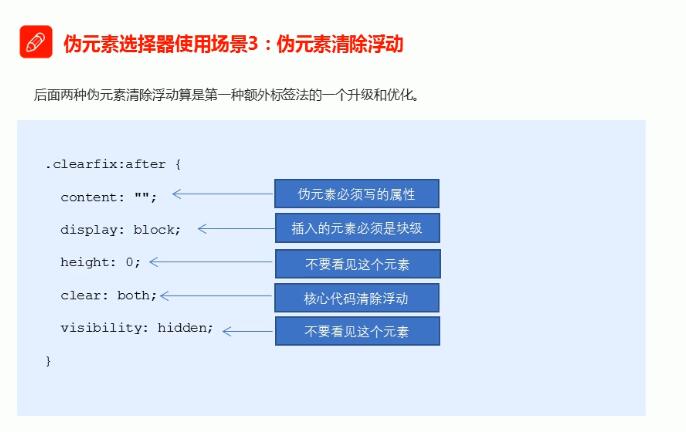 伪元素选择器使用场景3：伪元素清除浮动
后面两种伪元素清除浮动算是第一种额外标签法的一个升级和优化。
.clearfix:after {
content: ""; 伪元素必须写的属性
display: block; 插入的元素必须是块级
height: 0; 不要看见这个元素
clear: both; 核心代码清除浮动
visibility: hidden; 不要看见这个元素
}